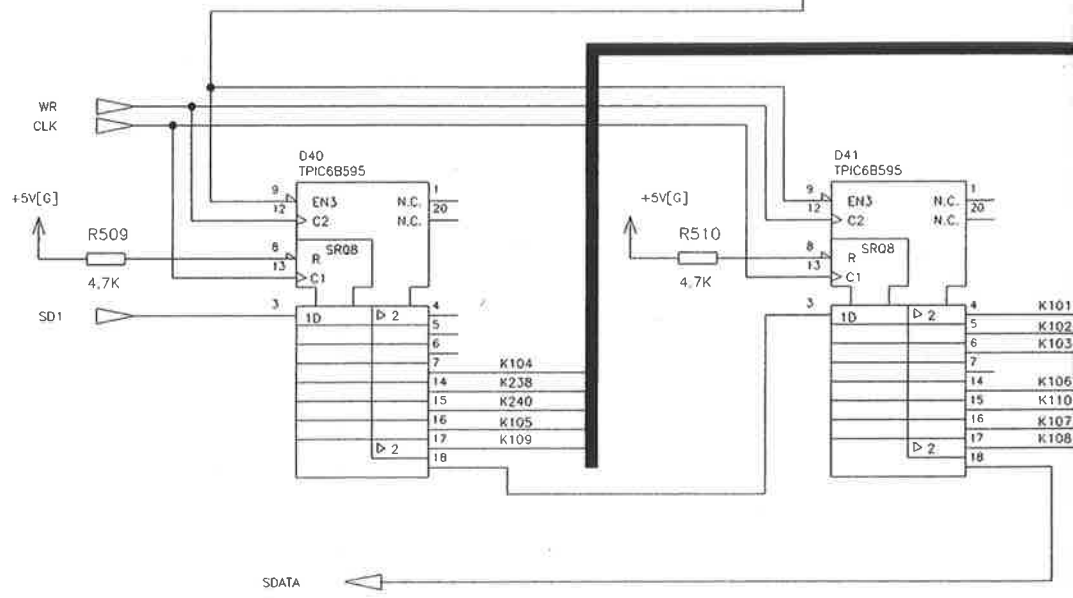 WR
CLK
D40
TPIC6B595
D41
TPIC6B595
+5V[G]
9
EN3
N.C.
1
12
C2
N.C.
20
R509
4,7K
8
R
SRG8
13
C1
SD1
3
1D
▷ 2
4
5
6
7
K104
14
K238
15
K240
16
K105
17
K109
▷ 2
18
+5V[G]
9
EN3
N.C.
1
12
C2
N.C.
20
R510
4,7K
8
R
SRG8
13
C1
3
1D
▷ 2
4
K101
5
K102
6
K103
7
14
K106
15
K110
16
K107
17
K108
▷ 2
18
SDATA